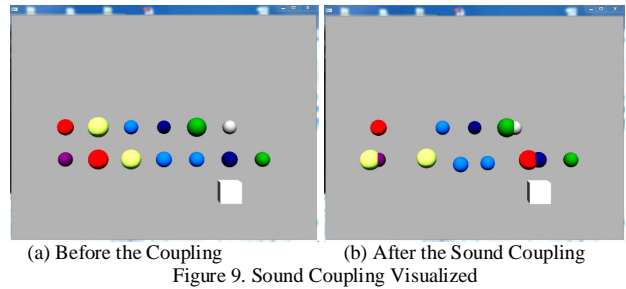 (a) Before the Coupling
(b) After the Sound Coupling
Figure 9. Sound Coupling Visualized